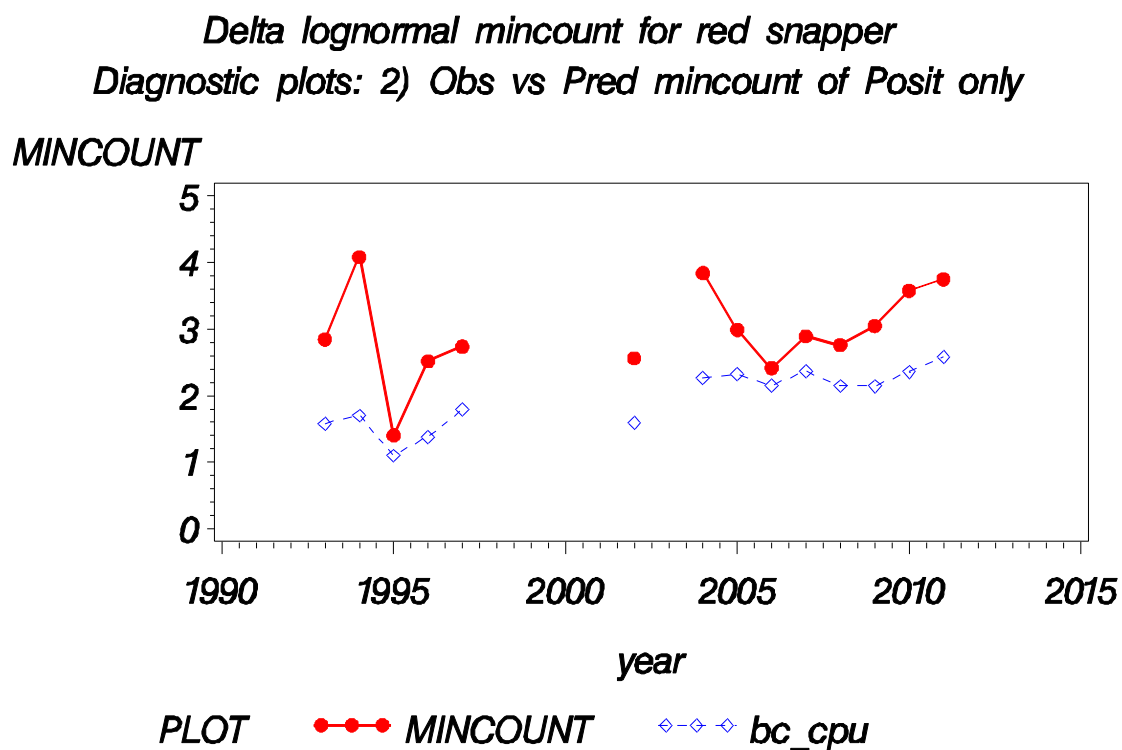 Delta lognormal mincount for red snapper
Diagnostic plots: 2) Obs vs Pred mincount of Posit only
MINCOUNT
5
4
3
2
1
0
1990 1995 2000 2005 2010 2015
year
PLOT MINCOUNT bc_cpu